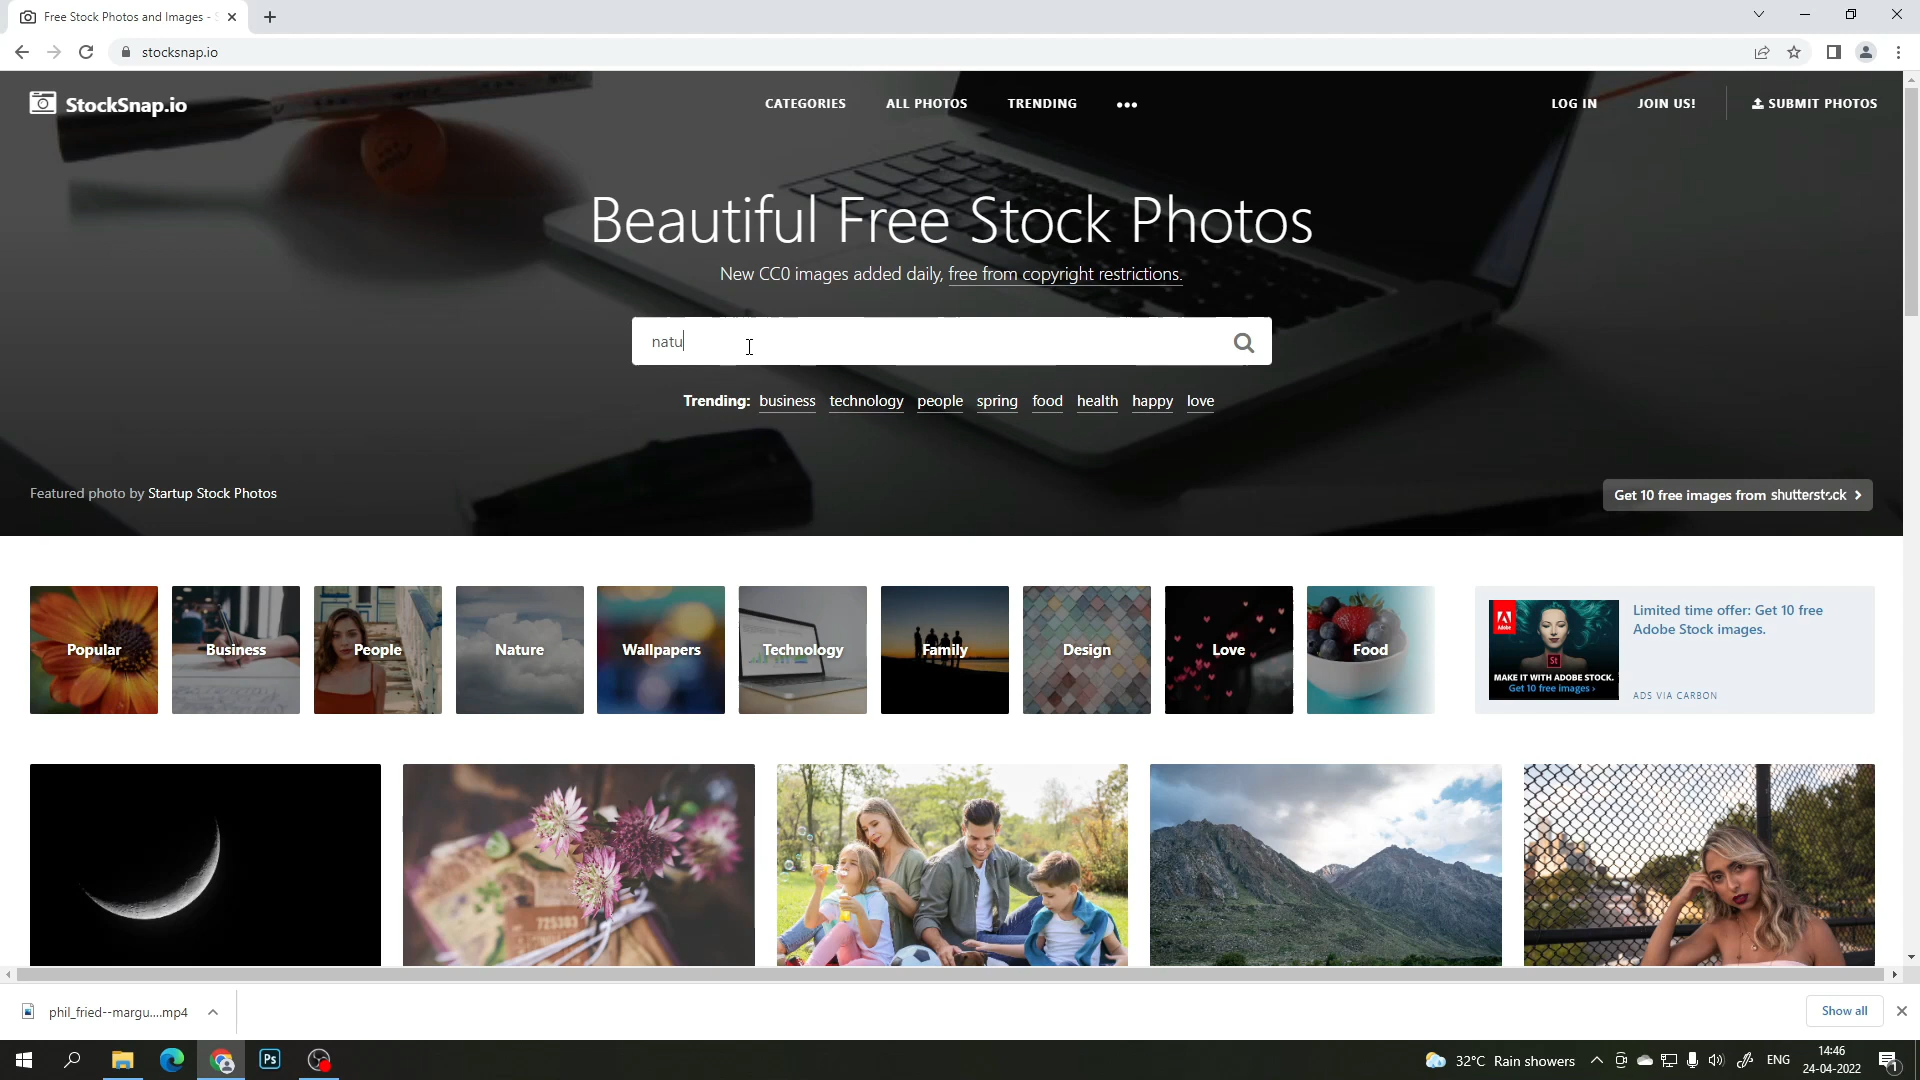 Free Stock Photos and Images -
stocksnap.io
StockSnap.io
CATEGORIES
ALL PHOTOS
TRENDING
LOG IN
JOIN US!
SUBMIT PHOTOS
Beautiful Free Stock Photos
New CC0 images added daily, free from copyright restrictions.
natu
Trending: business technology people spring food health happy love
Featured photo by Startup Stock Photos
Get 10 free images from shutterstock
Popular
Business
People
Nature
Wallpapers
Technology
Family
Design
Love
Food
Adobe
St
MAKE IT WITH ADOBE STOCK.
Get 10 free images ›
Limited time offer: Get 10 free
Adobe Stock images.
ADS VIA CARBON
725303
phil_fried--margu....mp4
Show all
Ps
32°C Rain showers
ENG
14:46
24-04-2022
1